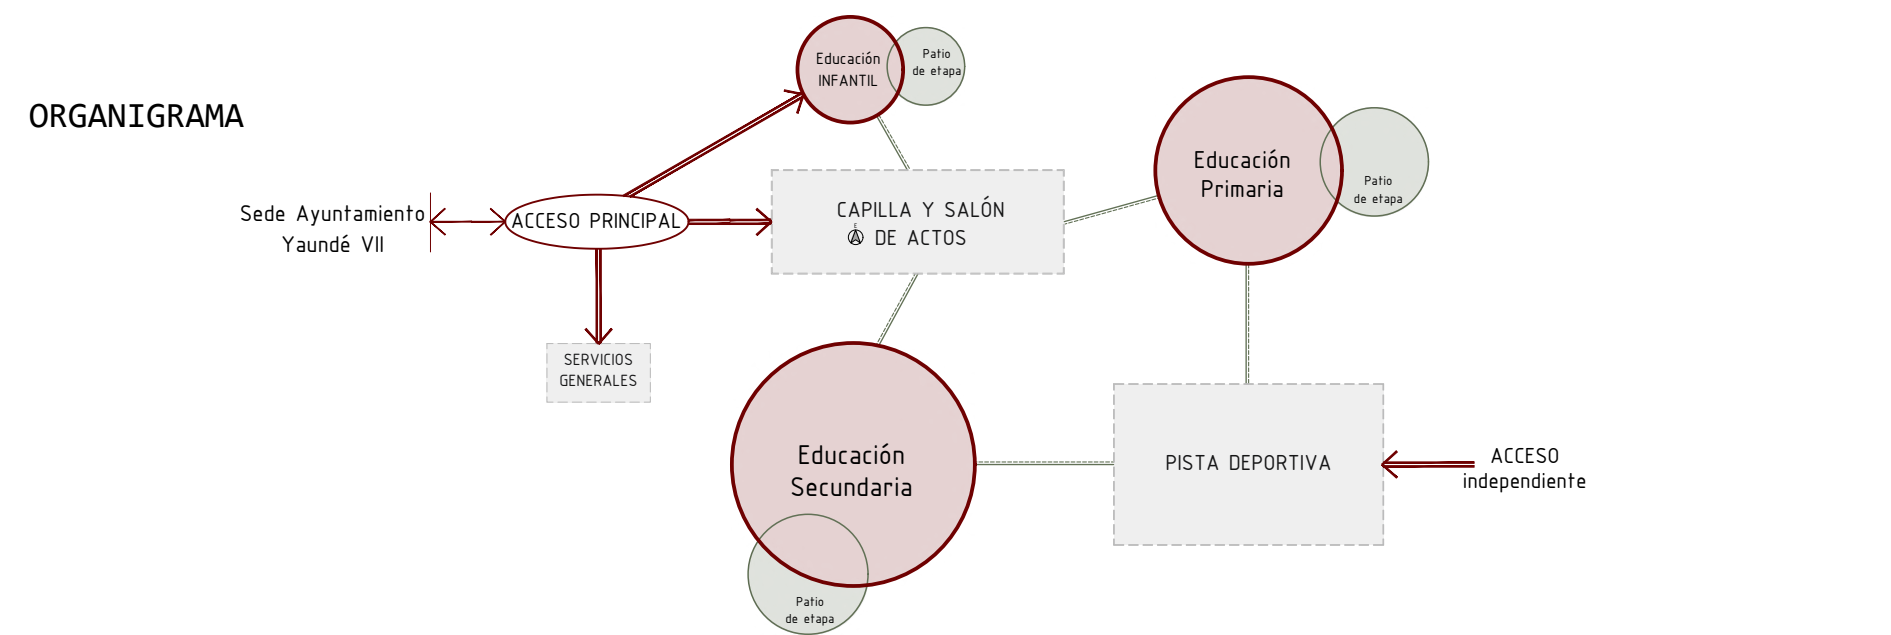 ORGANIGRAMA
Educación
INFANTIL
Patio
de etapa
Educación
Primaria
Patio
de etapa
Sede Ayuntamiento
Yaundé VII
ACCESO PRINCIPAL
CAPILLA Y SALÓN
DE ACTOS
SERVICIOS
GENERALES
Educación
Secundaria
Patio
de etapa
PISTA DEPORTIVA
ACCESO
independiente